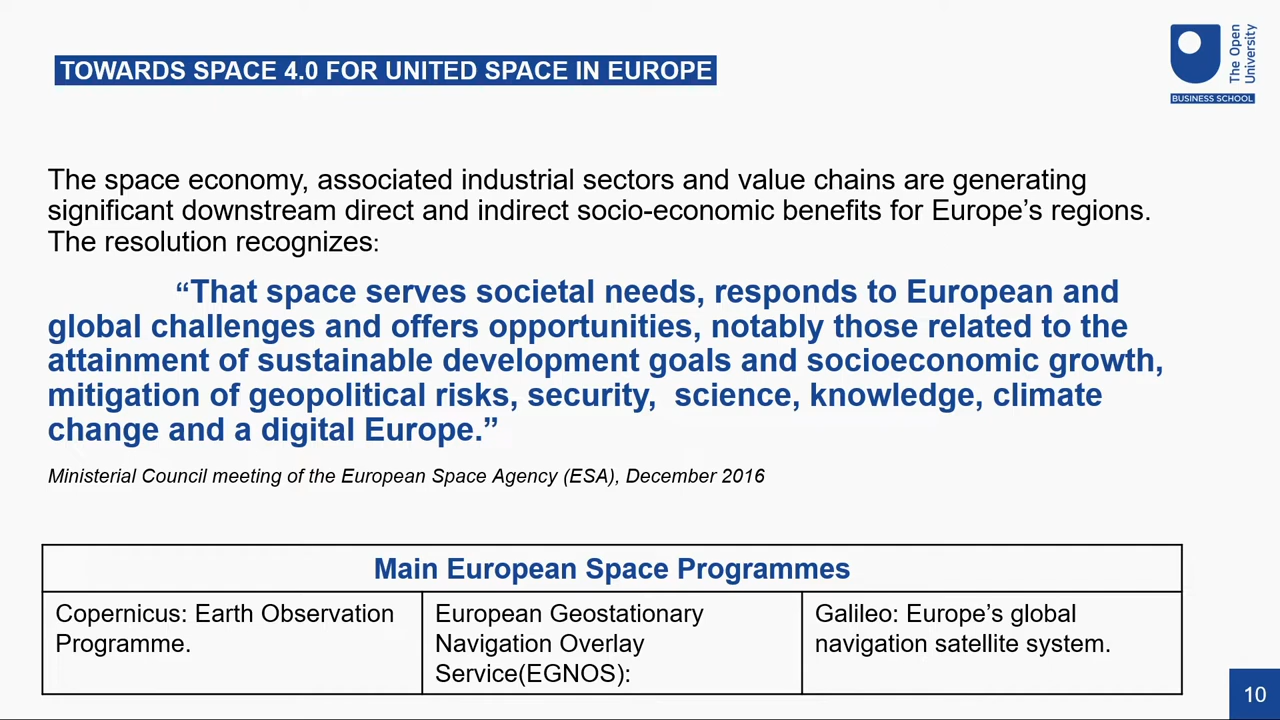 TOWARDS SPACE 4.0 FOR UNITED SPACE IN EUROPE
The Open
University
BUSINESS SCHOOL
The space economy, associated industrial sectors and value chains are generating
significant downstream direct and indirect socio-economic benefits for Europe’s regions.
The resolution recognizes:
“That space serves societal needs, responds to European and
global challenges and offers opportunities, notably those related to the
attainment of sustainable development goals and socioeconomic growth,
mitigation of geopolitical risks, security,  science, knowledge, climate
change and a digital Europe.”
Ministerial Council meeting of the European Space Agency (ESA), December 2016
Main European Space Programmes
Copernicus: Earth Observation
Programme.
European Geostationary
Navigation Overlay
Service(EGNOS):
Galileo: Europe’s global
navigation satellite system.
10